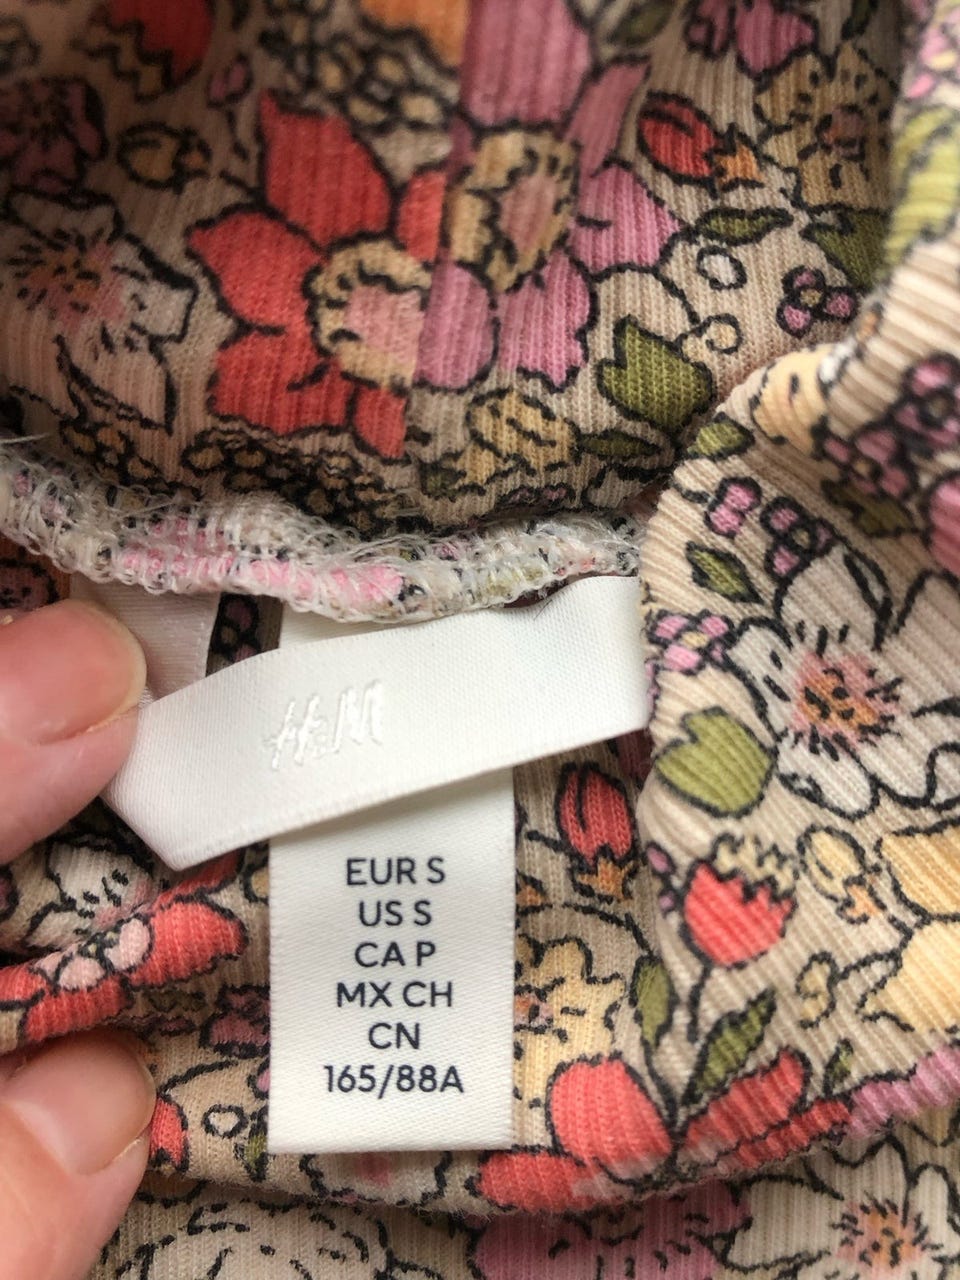 H&M
EUR S
US S
CA P
MX CH
CN
165/88A